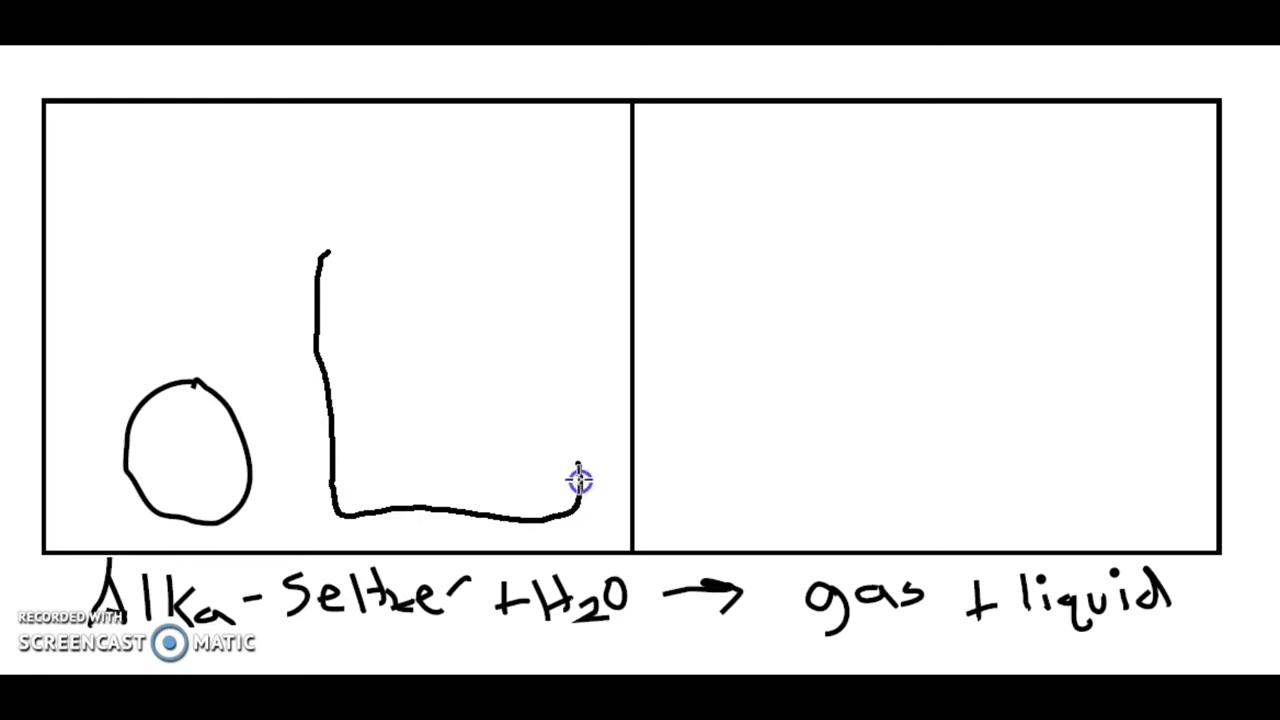 Alka-Seltzer + H₂O → gas + liquid
RECORDED WITH
SCREENCAST MATIC